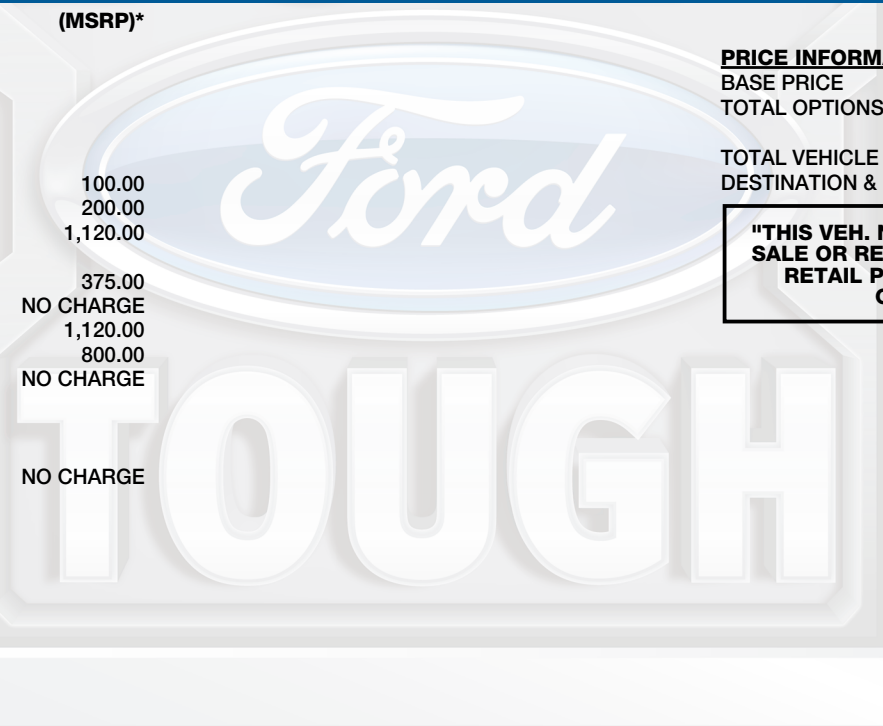 (MSRP)*
100.00
200.00
1,120.00
375.00
NO CHARGE
1,120.00
800.00
NO CHARGE
NO CHARGE
PRICE INFORM
BASE PRICE
TOTAL OPTIONS
TOTAL VEHICLE
DESTINATION &
"THIS VEH.
SALE OR RE
RETAIL P
Ford
TOUGH